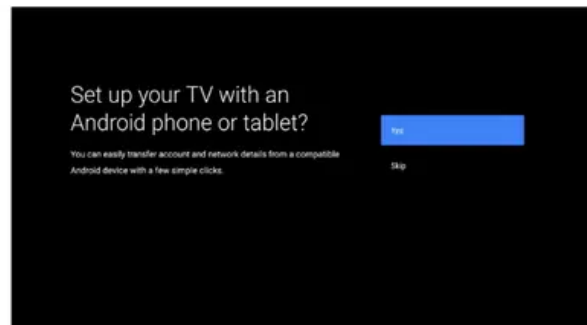 Set up your TV with an
Android phone or tablet?
You can easily transfer account and network details from a compatible
Android device with a few simple clicks.
Yes
Skip